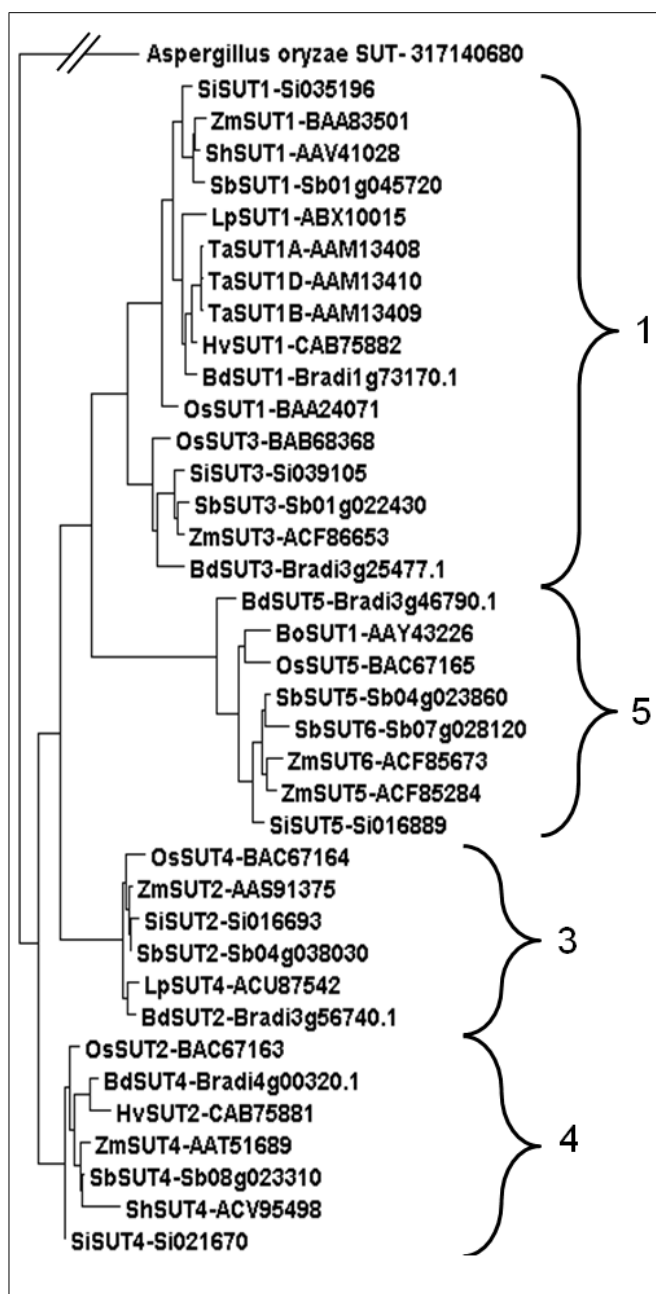 Aspergillus oryzae SUT-317140680
SiSUT1-Si035196
ZmSUT1-BAA83501
ShSUT1-AAV41028
SbSUT1-Sb01g045720
LpSUT1-ABX10015
TaSUT1A-AAM13408
TaSUT1D-AAM13410
TaSUT1B-AAM13409
1
HvSUT1-CAB75882
BdSUT1-Bradi1g73170.1
OsSUT1-BAA24071
OsSUT3-BAB68368
SiSUT3-Si039105
SbSUT3-Sb01g022430
ZmSUT3-ACF86653
BdSUT3-Bradi3g25477.1
BdSUT5-Bradi3g46790.1
BoSUT1-AAY43226
OsSUT5-BAC67165
SbSUT5-Sb04g023860
5
SbSUT6-Sb07g028120
ZmSUT6-ACF85673
ZmSUT5-ACF85284
SiSUT5-Si016889
OsSUT4-BAC67164
ZmSUT2-AAS91375
SiSUT2-Si016693
3
SbSUT2-Sb04g038030
LpSUT4-ACU87542
BdSUT2-Bradi3g56740.1
OsSUT2-BAC67163
BdSUT4-Bradi4g00320.1
HvSUT2-CAB75881
ZmSUT4-AAT51689
4
SbSUT4-Sb08g023310
ShSUT4-ACV95498
SiSUT4-Si021670